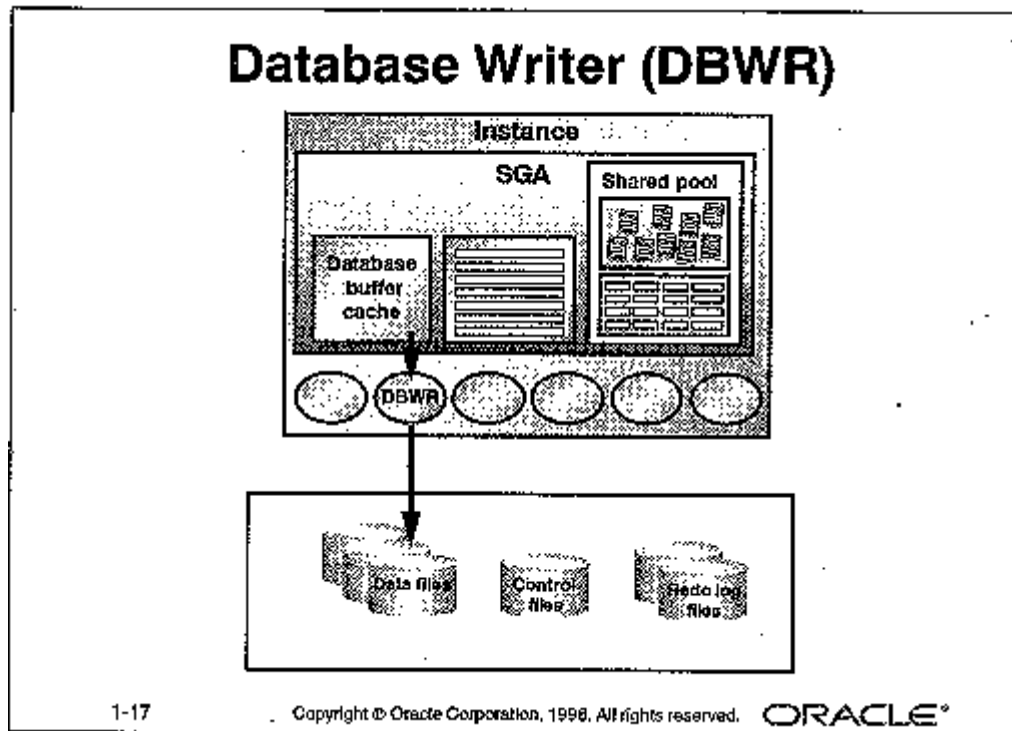 Database Writer (DBWR)
Instance
SGA
Shared pool
Database
buffer
cache
DBWR
Data files
Control
files
Redo log
files
1-17
Copyright © Oracle Corporation, 1998. All rights reserved.
ORACLE®